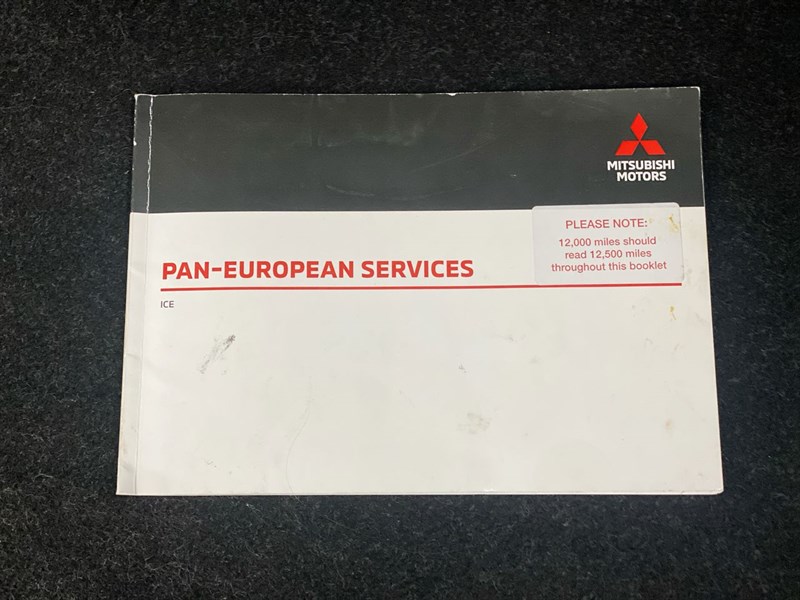 MITSUBISHI
MOTORS
PLEASE NOTE:
12,000 miles should
read 12,500 miles
throughout this booklet
PAN-EUROPEAN SERVICES
ICE